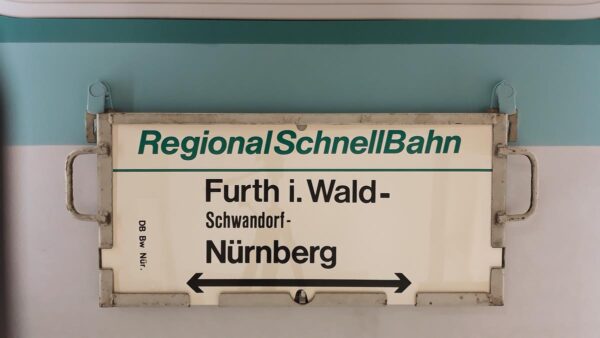 RegionalSchnellBahn
Furth i. Wald-
Schwandorf-
Nürnberg
DB Bw Nür.